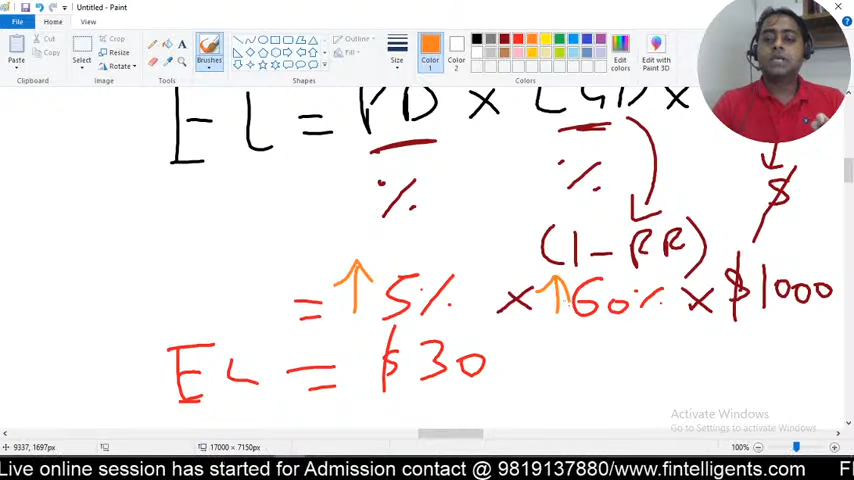 Untitled - Paint
File Home View
Paste Cut Copy Select Crop Resize Rotate Brushes Outline Fill Size Color 1 Color 2 Edit colors Edit with Paint 3D
Clipboard Image Tools Shapes Colors
EL = PD × LGD ×
% % $
(1 - RR)
= ↑ 5% × ↑ 60% × $1000
EL = $30
Activate Windows
Go to Settings to activate Windows.
9337, 1697px 17000 × 7150px 100%
Live online session has started for Admission contact @ 9819137880/www.fintelligents.com FI